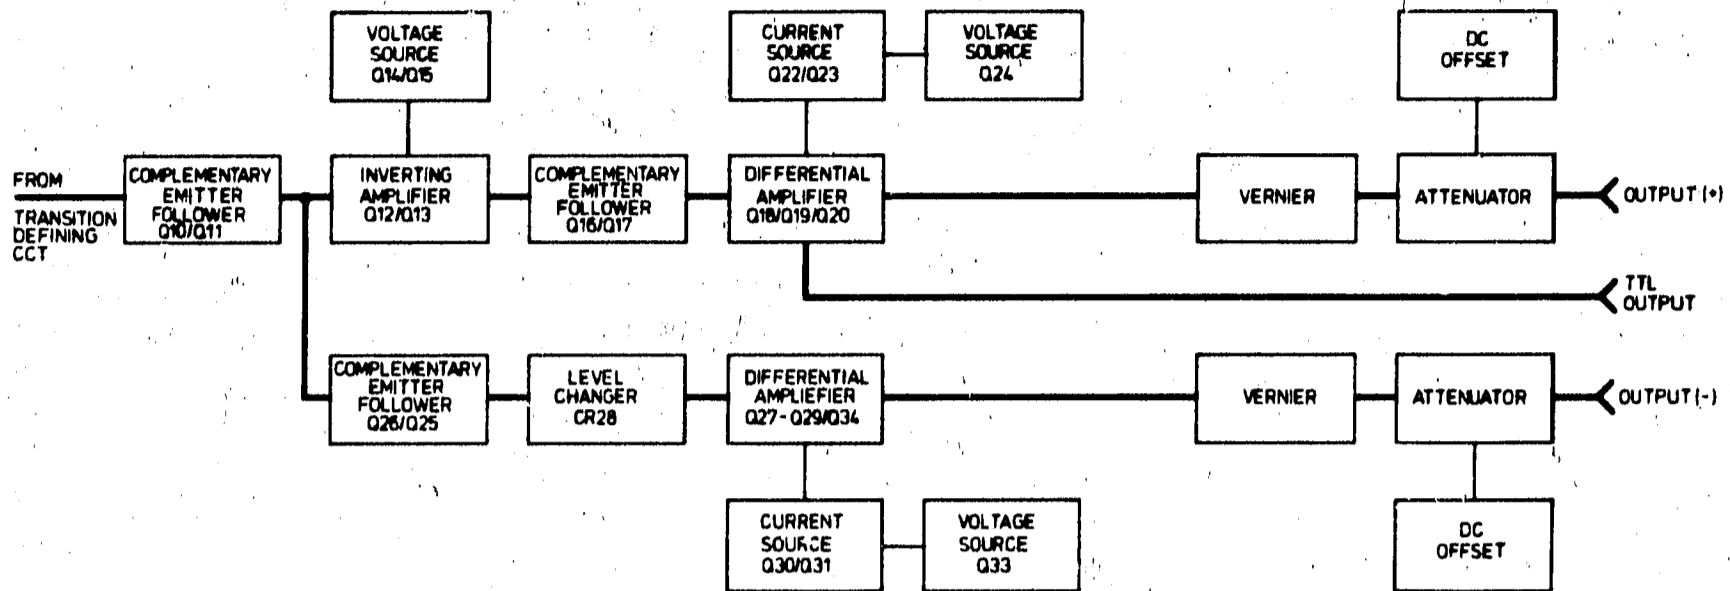 VOLTAGE
SOURCE
Q14/Q15
CURRENT
SOURCE
Q22/Q23
VOLTAGE
SOURCE
Q24
DC
OFFSET
FROM
TRANSITION
DEFINING
CCT
COMPLEMENTARY
EMITTER
FOLLOWER
Q10/Q11
INVERTING
AMPLIFIER
Q12/Q13
COMPLEMENTARY
EMITTER
FOLLOWER
Q16/Q17
DIFFERENTIAL
AMPLIFIER
Q18/Q19/Q20
VERNIER
ATTENUATOR
OUTPUT (+)
TTL
OUTPUT
COMPLEMENTARY
EMITTER
FOLLOWER
Q26/Q25
LEVEL
CHANGER
CR28
DIFFERENTIAL
AMPLIEFIER
Q27-Q29/Q34
VERNIER
ATTENUATOR
OUTPUT (-)
CURRENT
SOURCE
Q30/Q31
VOLTAGE
SOURCE
Q33
DC
OFFSET